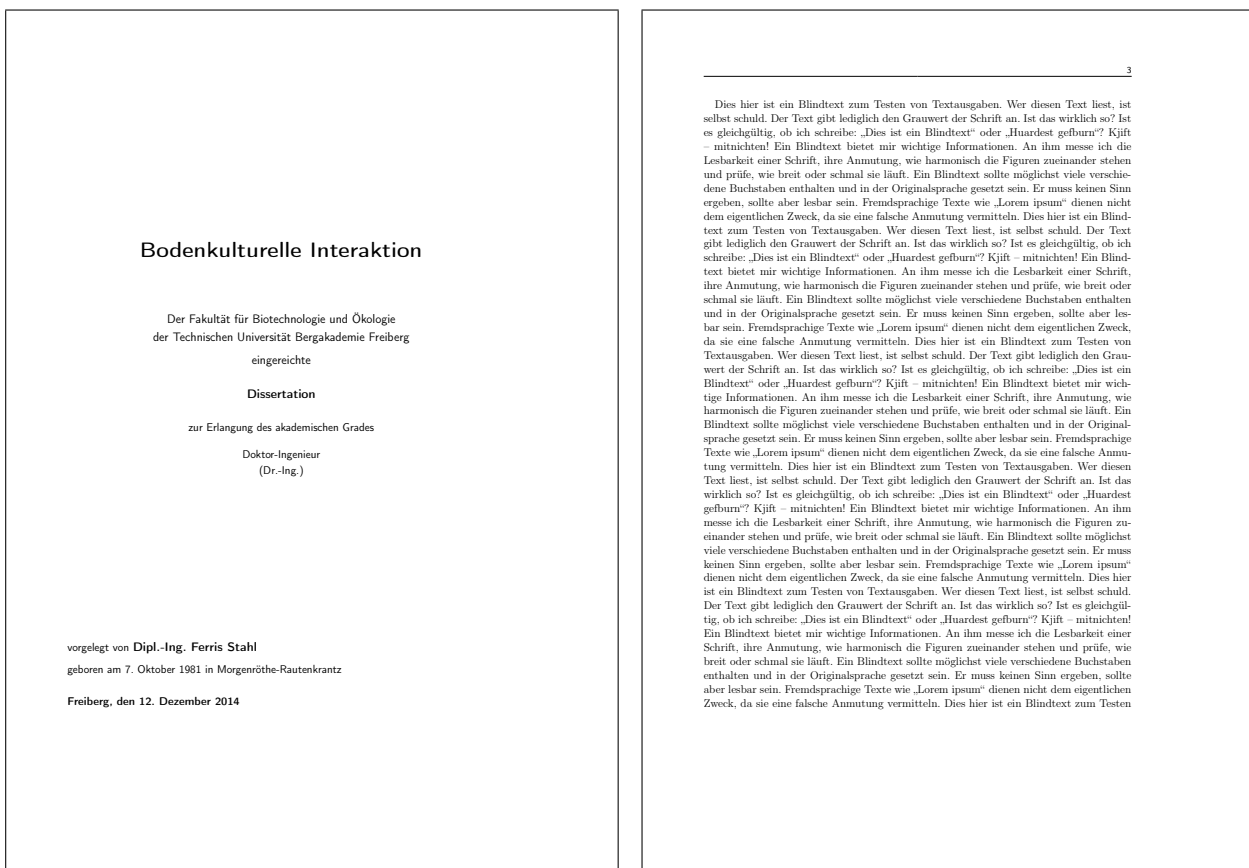 Bodenkulturelle Interaktion
Der Fakultät für Biotechnologie und Ökologie
der Technischen Universität Bergakademie Freiberg
eingereichte
Dissertation
zur Erlangung des akademischen Grades
Doktor-Ingenieur
(Dr.-Ing.)
vorgelegt von Dipl.-Ing. Ferris Stahl
geboren am 7. Oktober 1981 in Morgenröthe-Rautenkrantz
Freiberg, den 12. Dezember 2014
3
Dies hier ist ein Blindtext zum Testen von Textausgaben. Wer diesen Text liest, ist
selbst schuld. Der Text gibt lediglich den Grauwert der Schrift an. Ist das wirklich so? Ist
es gleichgültig, ob ich schreibe: „Dies ist ein Blindtext“ oder „Huardest gefburn“? Kjift
– mitnichten! Ein Blindtext bietet mir wichtige Informationen. An ihm messe ich die
Lesbarkeit einer Schrift, ihre Anmutung, wie harmonisch die Figuren zueinander stehen
und prüfe, wie breit oder schmal sie läuft. Ein Blindtext sollte möglichst viele verschie-
dene Buchstaben enthalten und in der Originalsprache gesetzt sein. Er muss keinen Sinn
ergeben, sollte aber lesbar sein. Fremdsprachige Texte wie „Lorem ipsum“ dienen nicht
dem eigentlichen Zweck, da sie eine falsche Anmutung vermitteln. Dies hier ist ein Blind-
text zum Testen von Textausgaben. Wer diesen Text liest, ist selbst schuld. Der Text
gibt lediglich den Grauwert der Schrift an. Ist das wirklich so? Ist es gleichgültig, ob ich
schreibe: „Dies ist ein Blindtext“ oder „Huardest gefburn“? Kjift – mitnichten! Ein Blind-
text bietet mir wichtige Informationen. An ihm messe ich die Lesbarkeit einer Schrift,
ihre Anmutung, wie harmonisch die Figuren zueinander stehen und prüfe, wie breit oder
schmal sie läuft. Ein Blindtext sollte möglichst viele verschiedene Buchstaben enthalten
und in der Originalsprache gesetzt sein. Er muss keinen Sinn ergeben, sollte aber les-
bar sein. Fremdsprachige Texte wie „Lorem ipsum“ dienen nicht dem eigentlichen Zweck,
da sie eine falsche Anmutung vermitteln. Dies hier ist ein Blindtext zum Testen von
Textausgaben. Wer diesen Text liest, ist selbst schuld. Der Text gibt lediglich den Grau-
wert der Schrift an. Ist das wirklich so? Ist es gleichgültig, ob ich schreibe: „Dies ist ein
Blindtext“ oder „Huardest gefburn“? Kjift – mitnichten! Ein Blindtext bietet mir wich-
tige Informationen. An ihm messe ich die Lesbarkeit einer Schrift, ihre Anmutung, wie
harmonisch die Figuren zueinander stehen und prüfe, wie breit oder schmal sie läuft. Ein
Blindtext sollte möglichst viele verschiedene Buchstaben enthalten und in der Original-
sprache gesetzt sein. Er muss keinen Sinn ergeben, sollte aber lesbar sein. Fremdsprachige
Texte wie „Lorem ipsum“ dienen nicht dem eigentlichen Zweck, da sie eine falsche Anmu-
tung vermitteln. Dies hier ist ein Blindtext zum Testen von Textausgaben. Wer diesen
Text liest, ist selbst schuld. Der Text gibt lediglich den Grauwert der Schrift an. Ist das
wirklich so? Ist es gleichgültig, ob ich schreibe: „Dies ist ein Blindtext“ oder „Huardest
gefburn“? Kjift – mitnichten! Ein Blindtext bietet mir wichtige Informationen. An ihm
messe ich die Lesbarkeit einer Schrift, ihre Anmutung, wie harmonisch die Figuren zu-
einander stehen und prüfe, wie breit oder schmal sie läuft. Ein Blindtext sollte möglichst
viele verschiedene Buchstaben enthalten und in der Originalsprache gesetzt sein. Er muss
keinen Sinn ergeben, sollte aber lesbar sein. Fremdsprachige Texte wie „Lorem ipsum“
dienen nicht dem eigentlichen Zweck, da sie eine falsche Anmutung vermitteln. Dies hier
ist ein Blindtext zum Testen von Textausgaben. Wer diesen Text liest, ist selbst schuld.
Der Text gibt lediglich den Grauwert der Schrift an. Ist das wirklich so? Ist es gleichgül-
tig, ob ich schreibe: „Dies ist ein Blindtext“ oder „Huardest gefburn“? Kjift – mitnichten!
Ein Blindtext bietet mir wichtige Informationen. An ihm messe ich die Lesbarkeit einer
Schrift, ihre Anmutung, wie harmonisch die Figuren zueinander stehen und prüfe, wie
breit oder schmal sie läuft. Ein Blindtext sollte möglichst viele verschiedene Buchstaben
enthalten und in der Originalsprache gesetzt sein. Er muss keinen Sinn ergeben, sollte
aber lesbar sein. Fremdsprachige Texte wie „Lorem ipsum“ dienen nicht dem eigentlichen
Zweck, da sie eine falsche Anmutung vermitteln. Dies hier ist ein Blindtext zum Testen